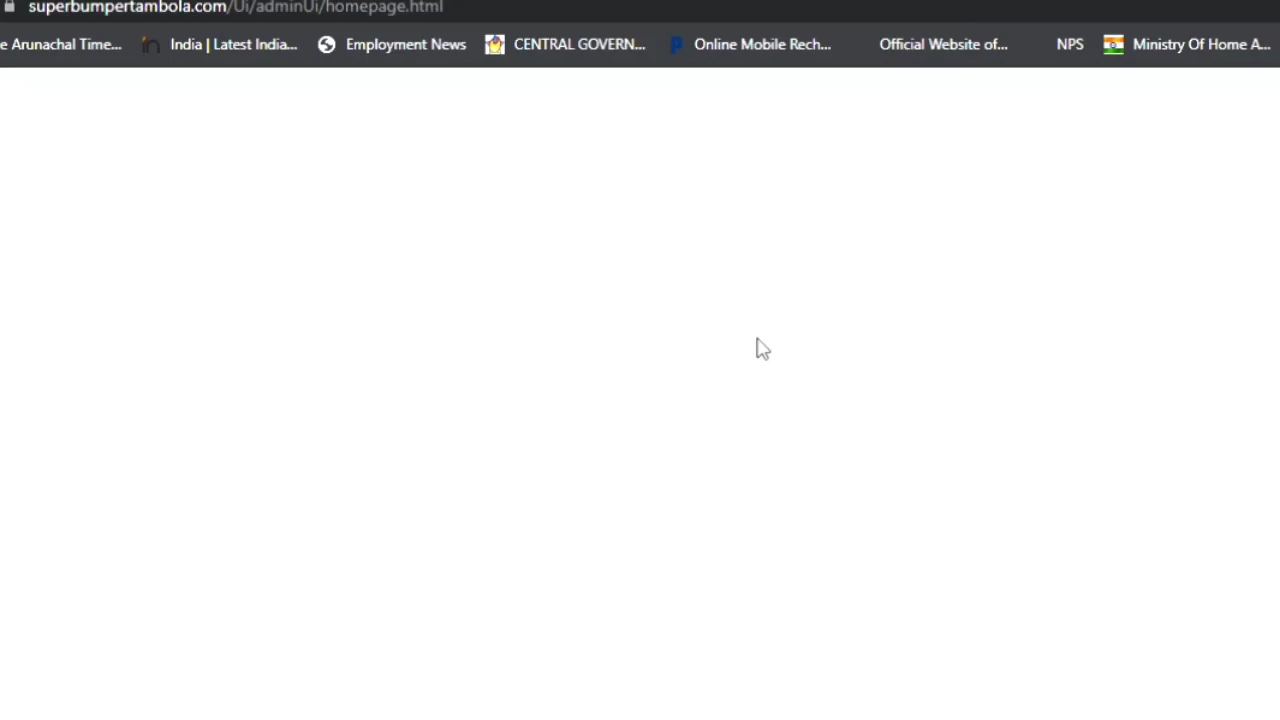 superbumpertambola.com/Ui/adminUi/homepage.html
e Arunachal Time... India | Latest India... Employment News CENTRAL GOVERN... Online Mobile Rech... Official Website of... NPS Ministry Of Home A...